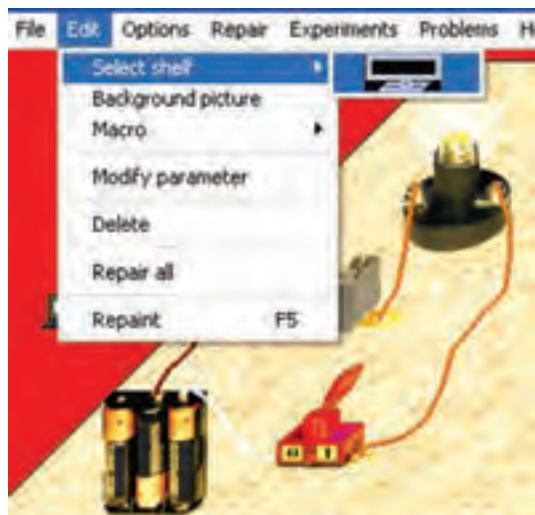 File Edit Options Repair Experiments Problems H
Select shelf
Background picture
Macro
Modify parameter
Delete
Repair all
Repaint F5